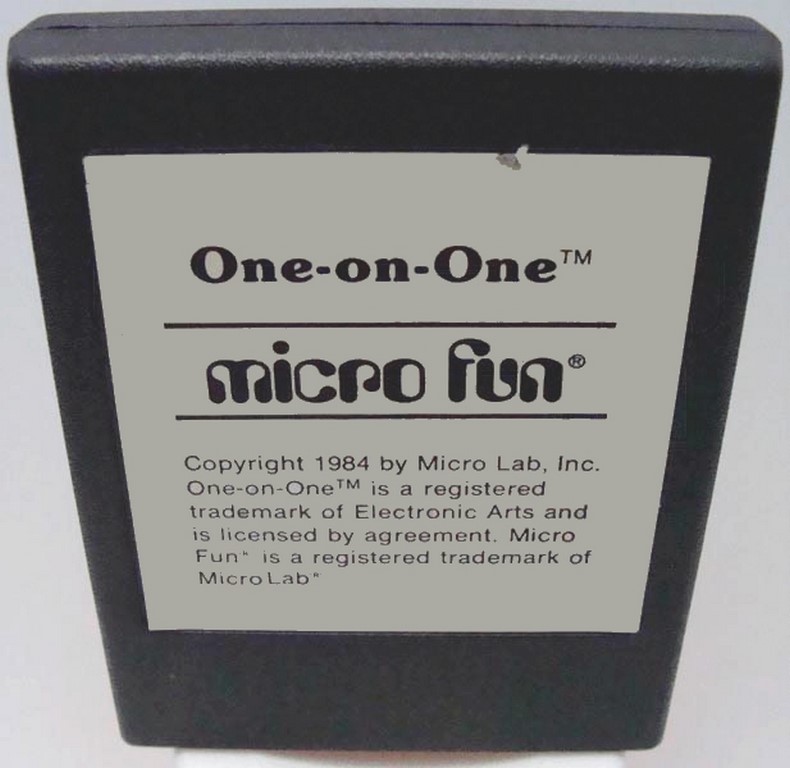 One-on-One™
micro fun®
Copyright 1984 by Micro Lab, Inc.
One-on-One™ is a registered
trademark of Electronic Arts and
is licensed by agreement. Micro
Fun® is a registered trademark of
MicroLab®